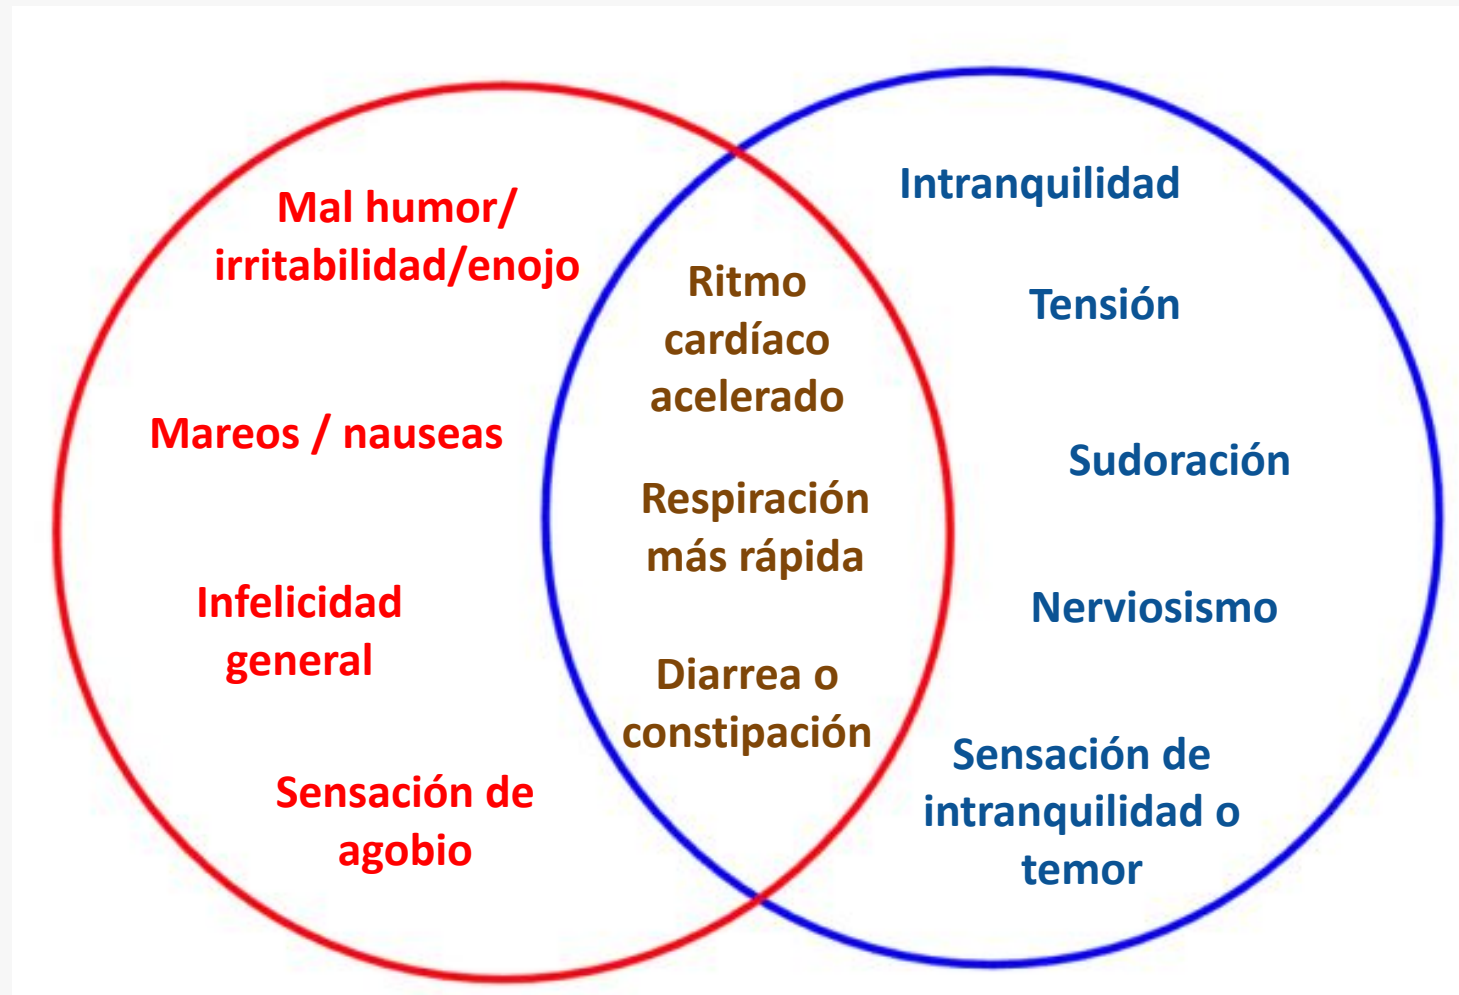 Mal humor/
irritabilidad/enojo
Mareos / nauseas
Infelicidad
general
Sensación de
agobio
Ritmo
cardíaco
acelerado
Respiración
más rápida
Diarrea o
constipación
Intranquilidad
Tensión
Sudoración
Nerviosismo
Sensación de
intranquilidad o
temor